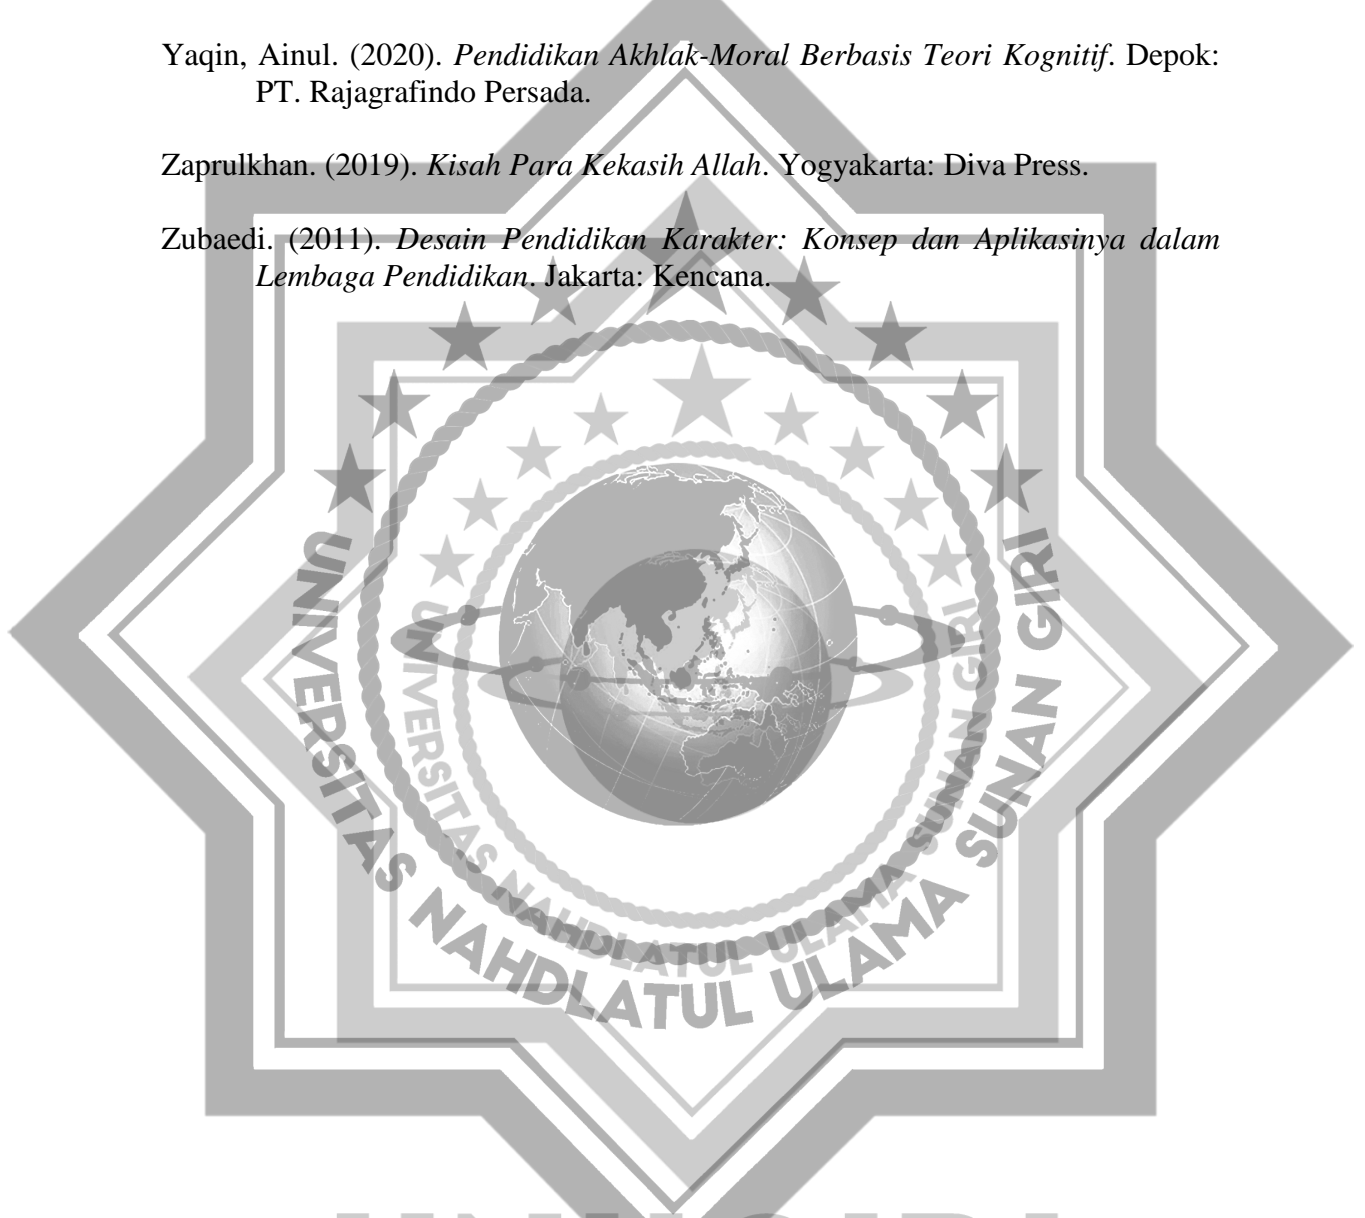 Yaqin, Ainul. (2020). Pendidikan Akhlak-Moral Berbasis Teori Kognitif. Depok:
PT. Rajagrafindo Persada.
Zaprulkhan. (2019). Kisah Para Kekasih Allah. Yogyakarta: Diva Press.
Zubaedi. (2011). Desain Pendidikan Karakter: Konsep dan Aplikasinya dalam
Lembaga Pendidikan. Jakarta: Kencana.
UNIVERSITAS NAHDLATUL ULAMA SUNAN GIRI
UNIVERSITAS NAHDLATUL ULAMA SUNAN GIRI